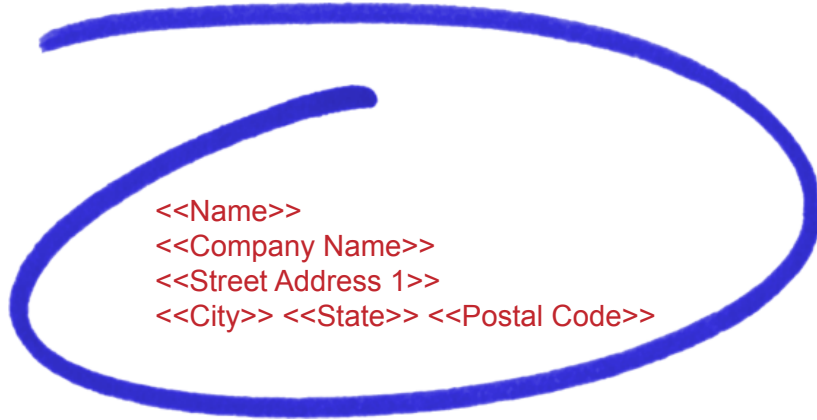 <<Name>>
<<Company Name>>
<<Street Address 1>>
<<City>> <<State>> <<Postal Code>>